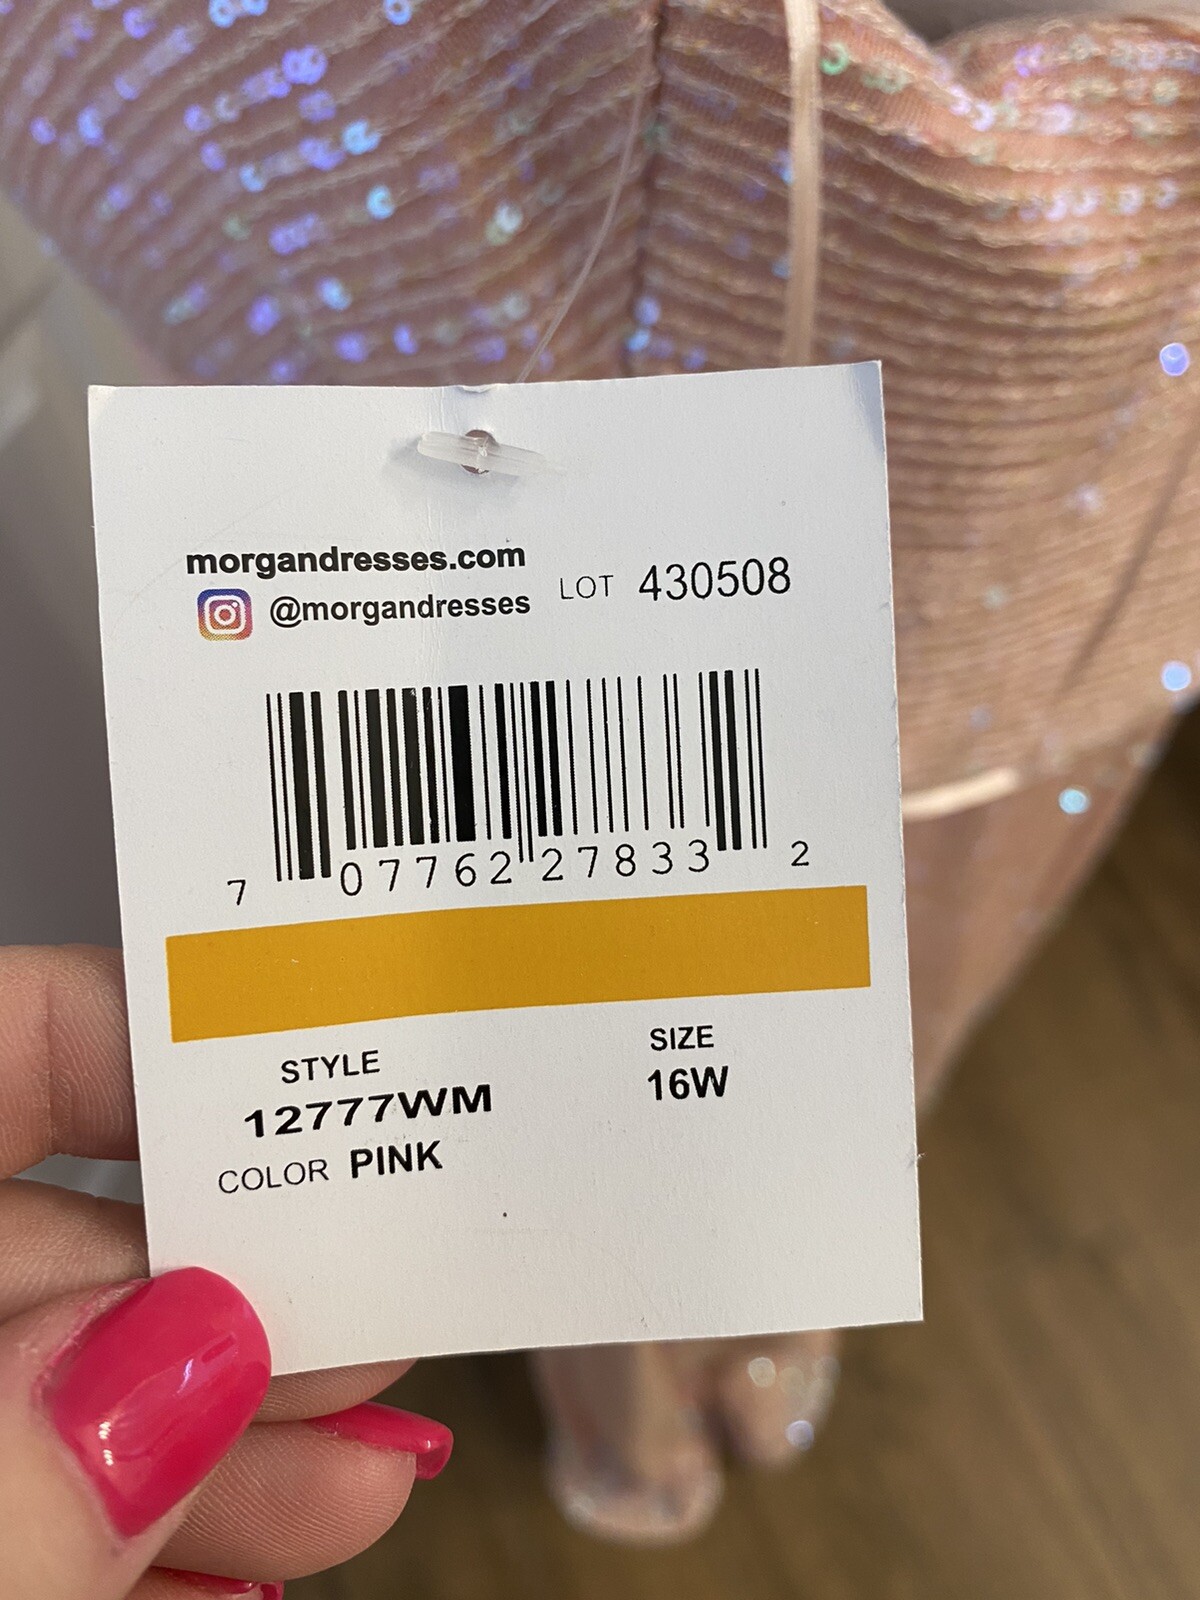 morgandresses.com
@morgandresses
LOT 430508
7 07762 27833 2
STYLE
12777WM
COLOR PINK
SIZE
16W